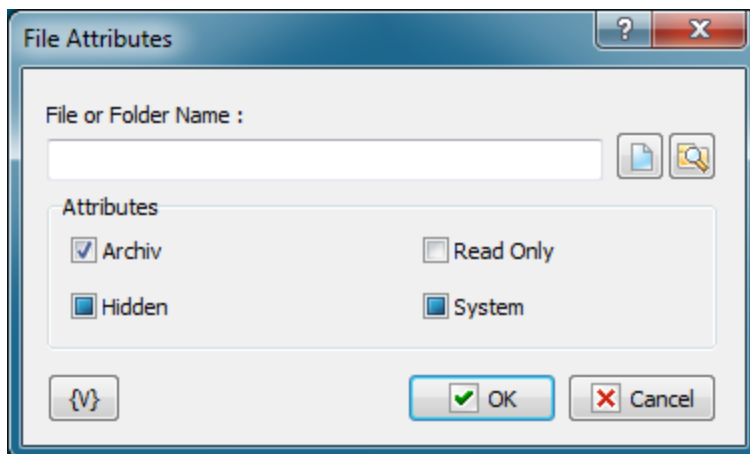 File Attributes
?
File or Folder Name :
Attributes
Archiv
Read Only
Hidden
System
{V}
OK
Cancel